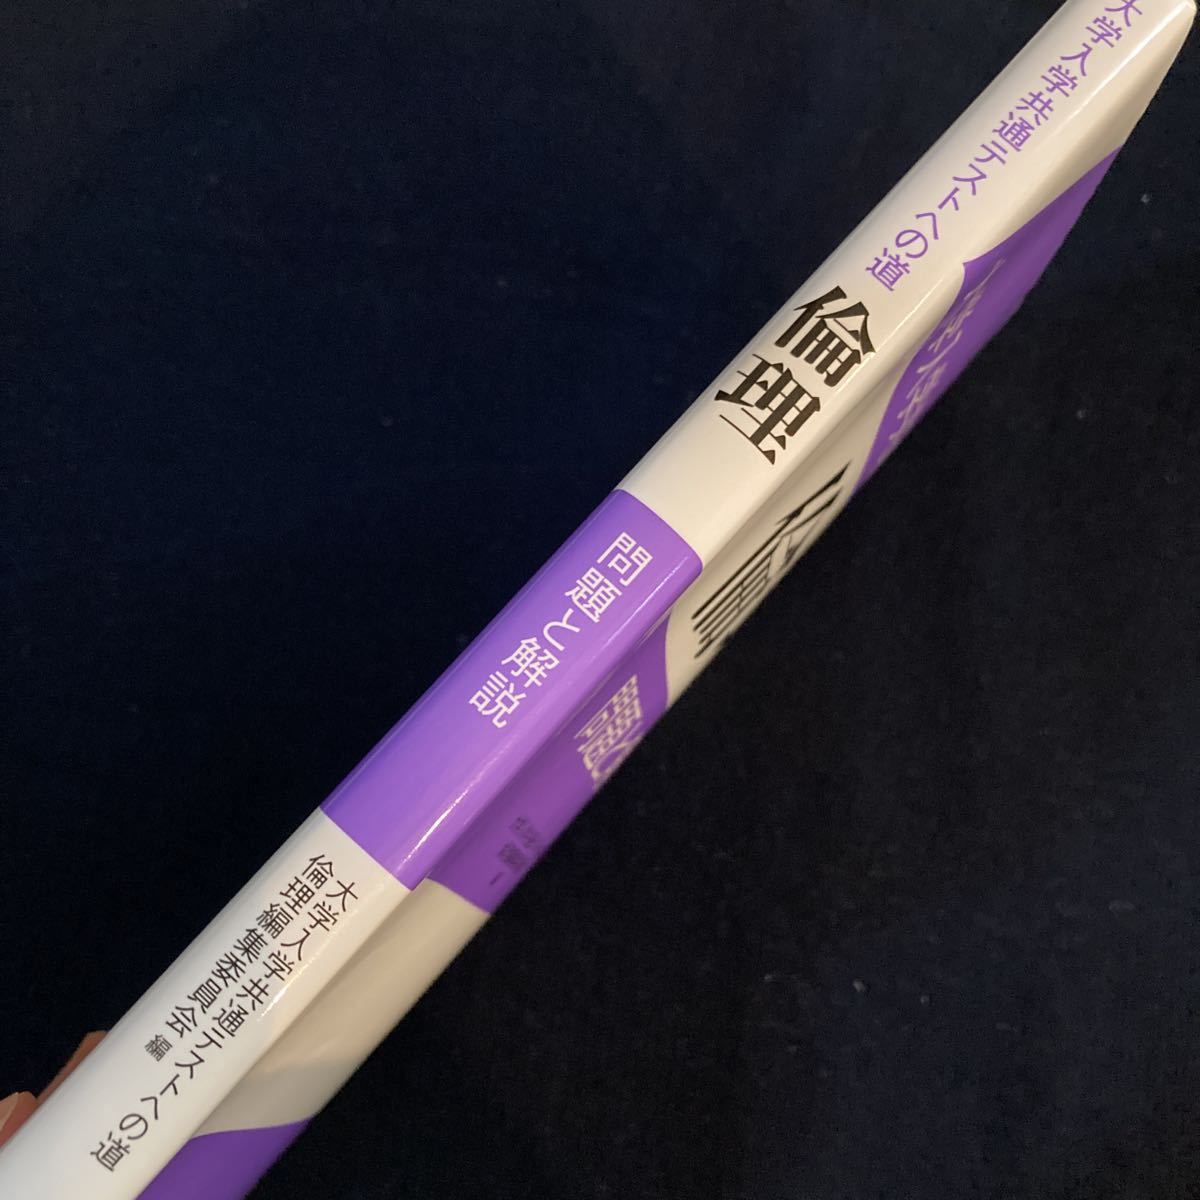 大学入学共通テストへの道
倫理
問題と解説
大学入学共通テストへの道
倫理編集委員会 編